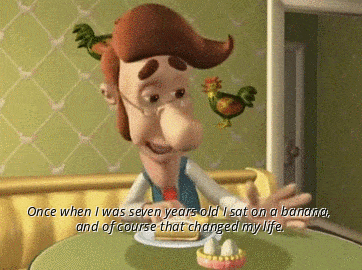 Once when I was seven years old I sat on a banana,
and of course that changed my life.